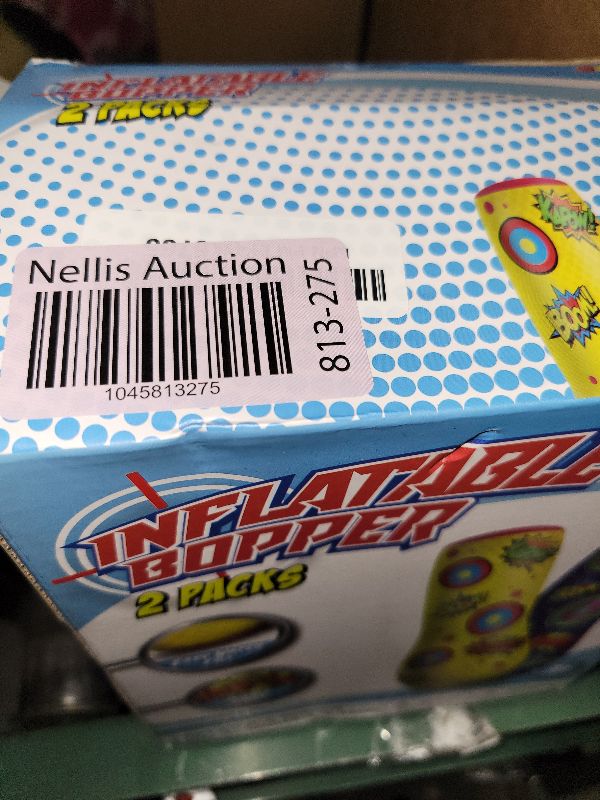 INFLATABLE
BOPPER
2 PACKS
KAPOW!
BOOM!
Nellis Auction
813-275
1045813275
INFLATABLE
BOPPER
2 PACKS